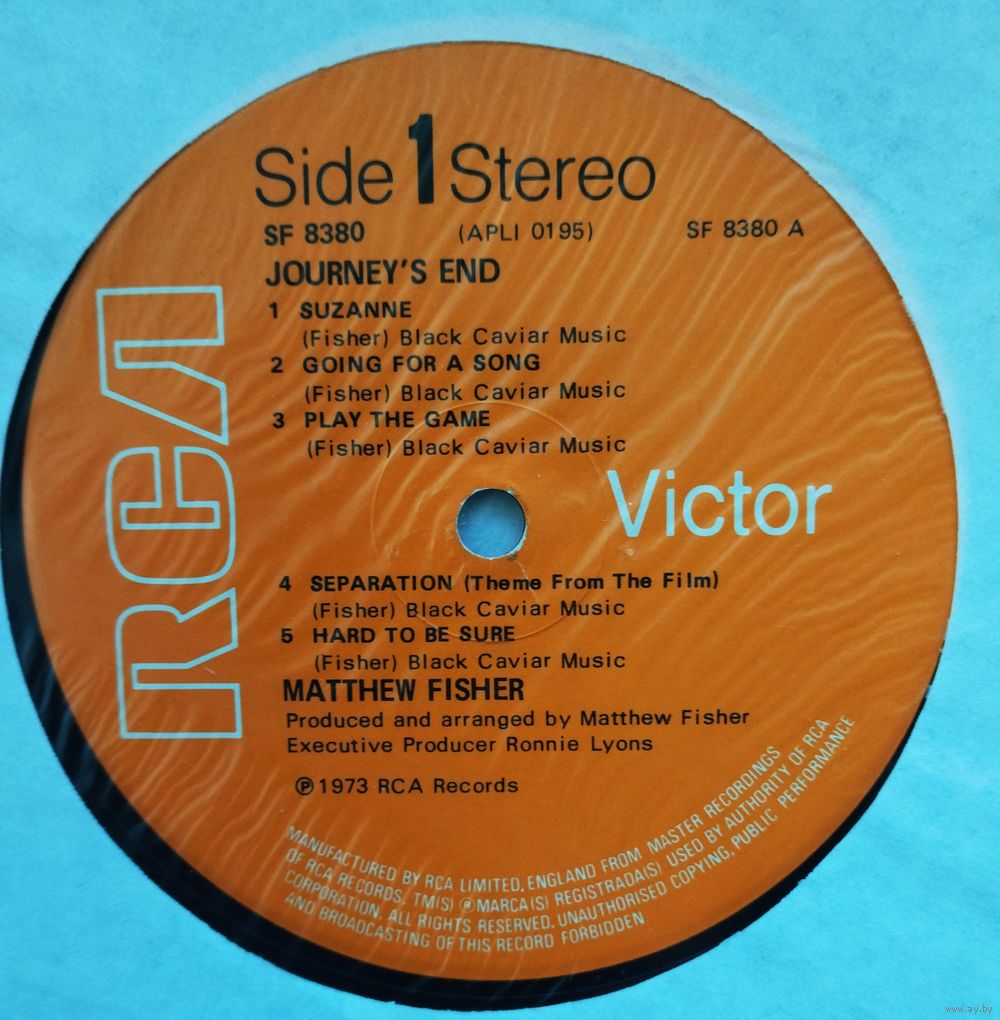 Side 1 Stereo
SF 8380 (APLI 0195) SF 8380 A
JOURNEY'S END
1 SUZANNE
(Fisher) Black Caviar Music
2 GOING FOR A SONG
(Fisher) Black Caviar Music
3 PLAY THE GAME
(Fisher) Black Caviar Music
RCA
Victor
4 SEPARATION (Theme From The Film)
(Fisher) Black Caviar Music
5 HARD TO BE SURE
(Fisher) Black Caviar Music
MATTHEW FISHER
Produced and arranged by Matthew Fisher
Executive Producer Ronnie Lyons
℗1973 RCA Records
MANUFACTURED BY RCA LIMITED, ENGLAND FROM MASTER RECORDINGS
OF RCA RECORDS. TM(S) ® MARCA(S) REGISTRADA(S) USED BY AUTHORITY OF RCA
CORPORATION. ALL RIGHTS RESERVED. UNAUTHORISED COPYING, PUBLIC PERFORMANCE
AND BROADCASTING OF THIS RECORD FORBIDDEN
www.ay.by